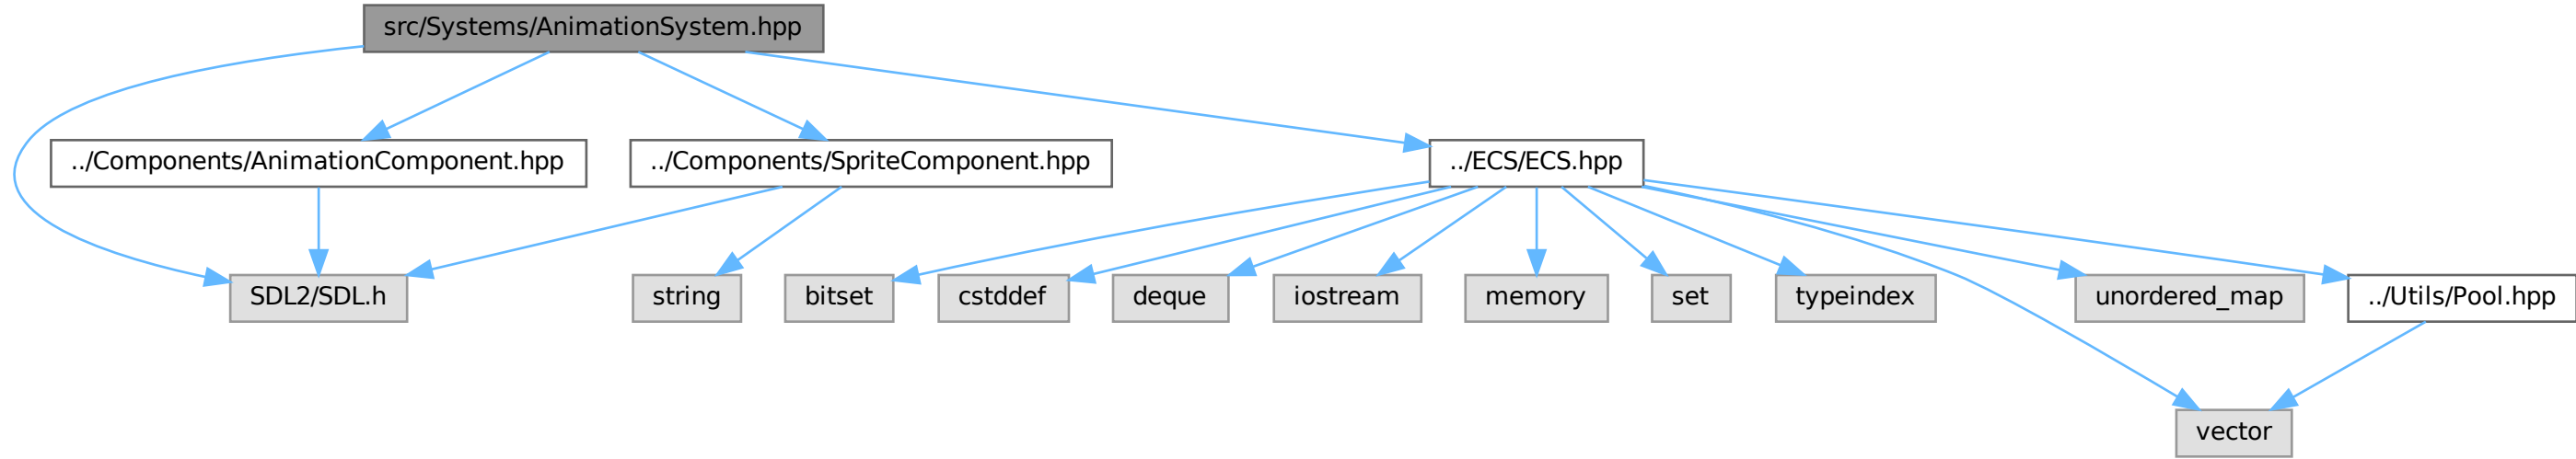 src/Systems/AnimationSystem.hpp
../Components/AnimationComponent.hpp
../Components/SpriteComponent.hpp
../ECS/ECS.hpp
SDL2/SDL.h
string
bitset
cstddef
deque
iostream
memory
set
typeindex
unordered_map
../Utils/Pool.hpp
vector